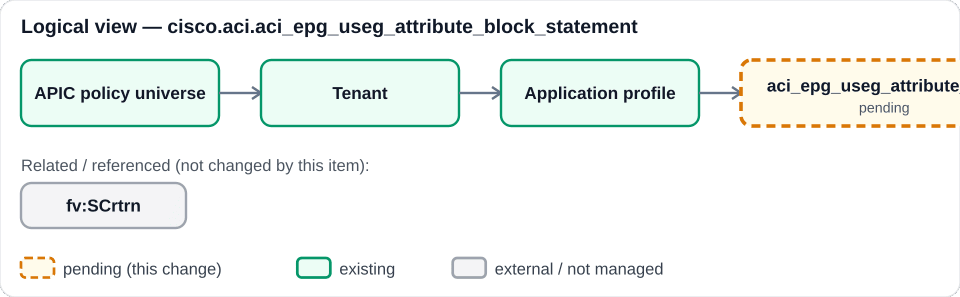 Logical view — cisco.aci.aci_epg_useg_attribute_block_statement
APIC policy universe
Tenant
Application profile
aci_epg_useg_attribute_
pending
Related / referenced (not changed by this item):
fv:SCrtrn
pending (this change)
existing
external / not managed